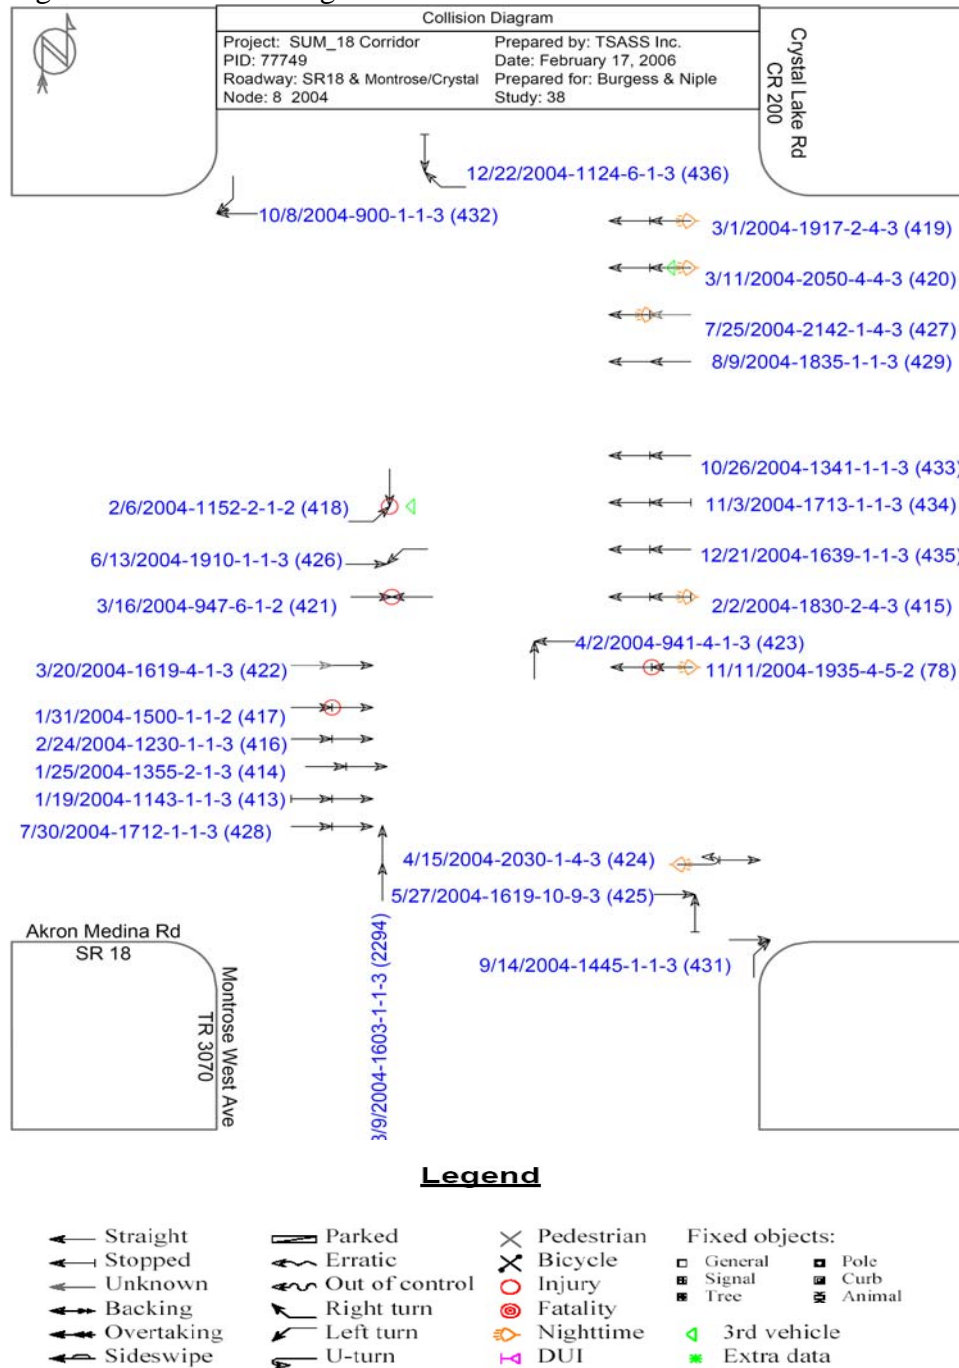 Collision Diagram
Project: SUM_18 Corridor
Prepared by: TSASS Inc.
PID: 77749
Date: February 17, 2006
Roadway: SR18 & Montrose/Crystal
Prepared for: Burgess & Niple
Node: 8 2004
Study: 38
Crystal Lake Rd
CR 200
12/22/2004-1124-6-1-3 (436)
10/8/2004-900-1-1-3 (432)
3/1/2004-1917-2-4-3 (419)
3/11/2004-2050-4-4-3 (420)
7/25/2004-2142-1-4-3 (427)
8/9/2004-1835-1-1-3 (429)
10/26/2004-1341-1-1-3 (433)
2/6/2004-1152-2-1-2 (418)
11/3/2004-1713-1-1-3 (434)
6/13/2004-1910-1-1-3 (426)
12/21/2004-1639-1-1-3 (435)
3/16/2004-947-6-1-2 (421)
2/2/2004-1830-2-4-3 (415)
4/2/2004-941-4-1-3 (423)
3/20/2004-1619-4-1-3 (422)
11/11/2004-1935-4-5-2 (78)
1/31/2004-1500-1-1-2 (417)
2/24/2004-1230-1-1-3 (416)
1/25/2004-1355-2-1-3 (414)
1/19/2004-1143-1-1-3 (413)
7/30/2004-1712-1-1-3 (428)
4/15/2004-2030-1-4-3 (424)
5/27/2004-1619-10-9-3 (425)
Akron Medina Rd
SR 18
9/14/2004-1445-1-1-3 (431)
/9/2004-1603-1-1-3 (2294)
Montrose West Ave
TR 3070
Legend
Straight
Stopped
Unknown
Backing
Overtaking
Sideswipe
Parked
Erratic
Out of control
Right turn
Left turn
U-turn
Pedestrian
Bicycle
Injury
Fatality
Nighttime
DUI
Fixed objects:
General
Signal
Tree
Pole
Curb
Animal
3rd vehicle
Extra data